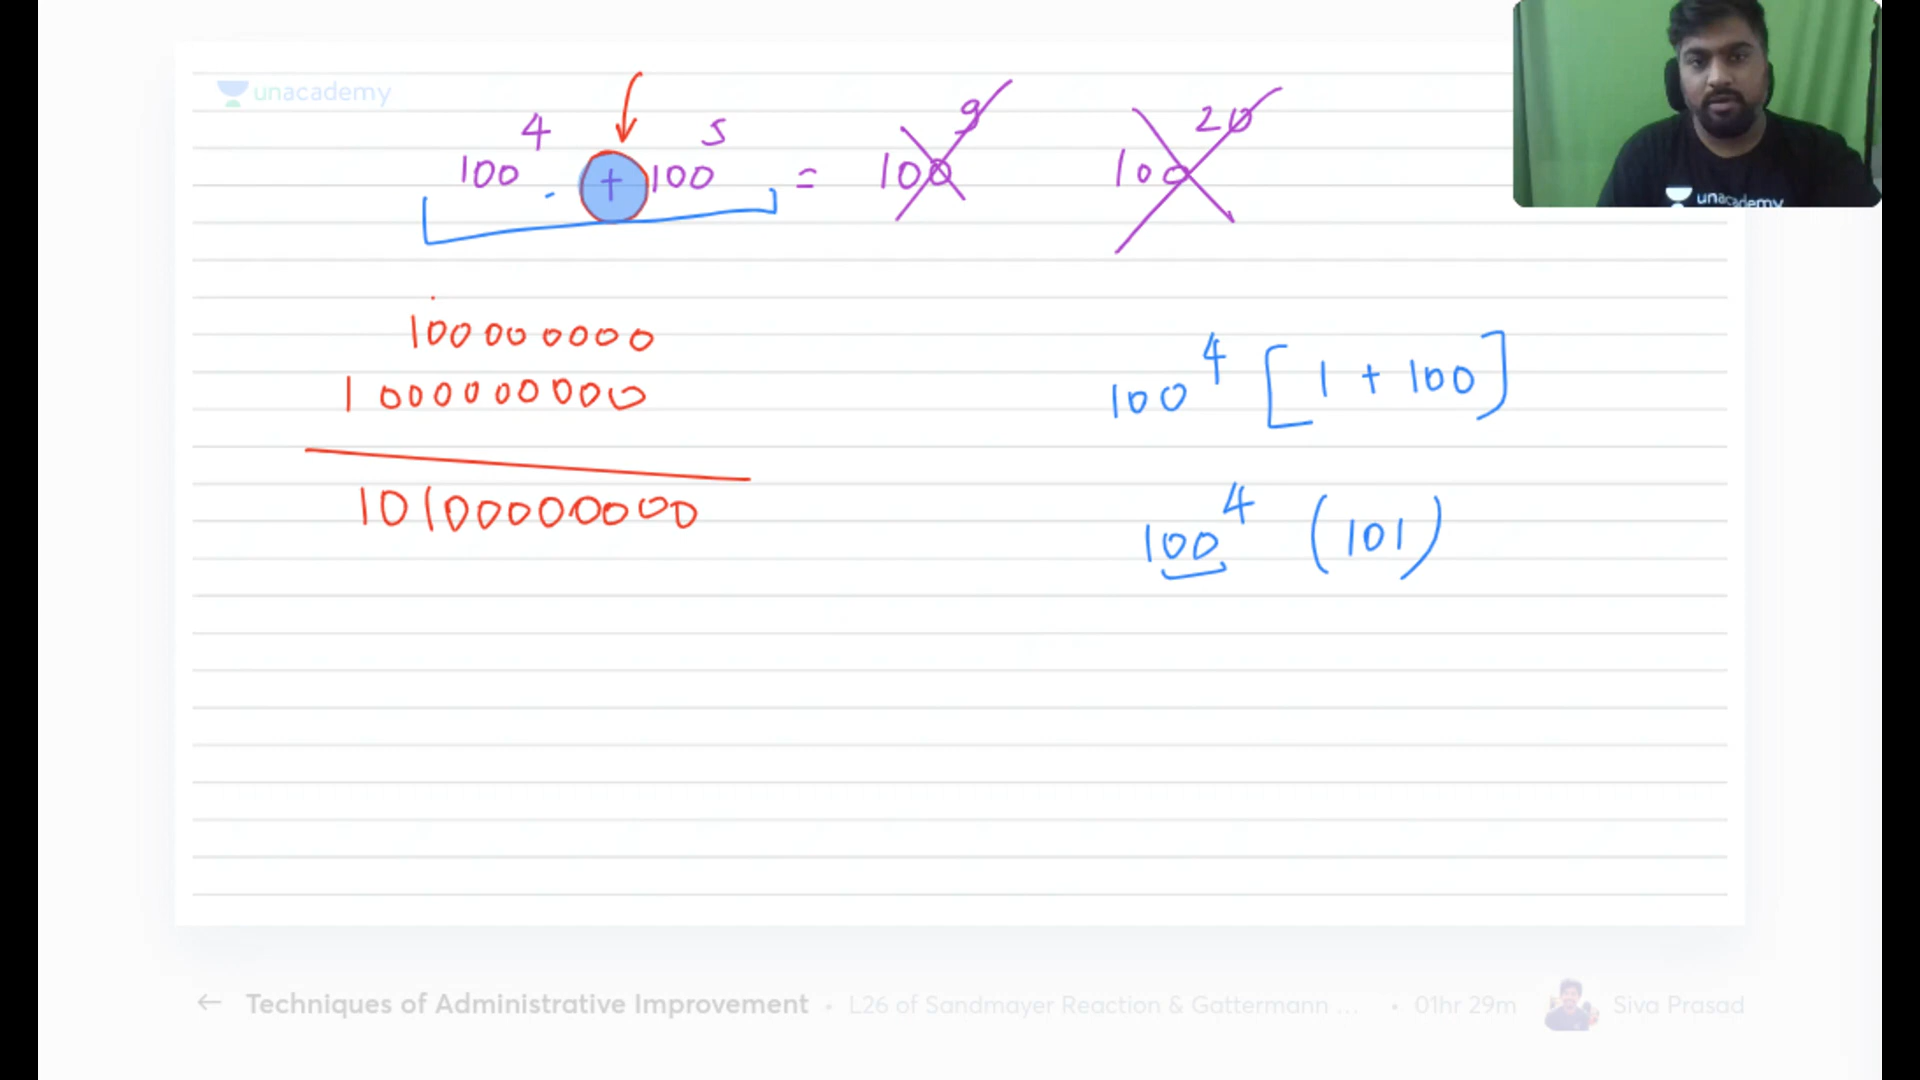 unacademy
100^4 + 100^5 = 100^9 100^20
100000000
1000000000
10100000000
100^4 [1 + 100]
100^4 (101)
unacademy
← Techniques of Administrative Improvement • L26 of Sandmayer Reaction & Gattermann ... • 01hr 29m Siva Prasad